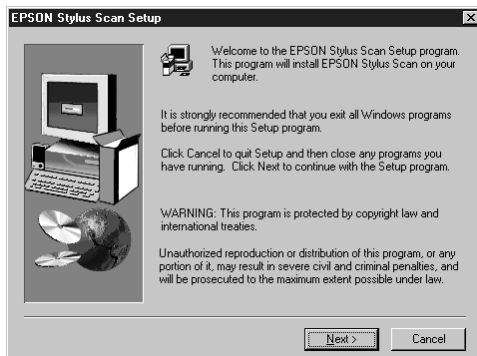 EPSON Stylus Scan Setup
Welcome to the EPSON Stylus Scan Setup program.
This program will install EPSON Stylus Scan on your
computer.
It is strongly recommended that you exit all Windows programs
before running this Setup program.
Click Cancel to quit Setup and then close any programs you
have running. Click Next to continue with the Setup program.
WARNING: This program is protected by copyright law and
international treaties.
Unauthorized reproduction or distribution of this program, or any
portion of it, may result in severe civil and criminal penalties, and
will be prosecuted to the maximum extent possible under law.
Next >
Cancel